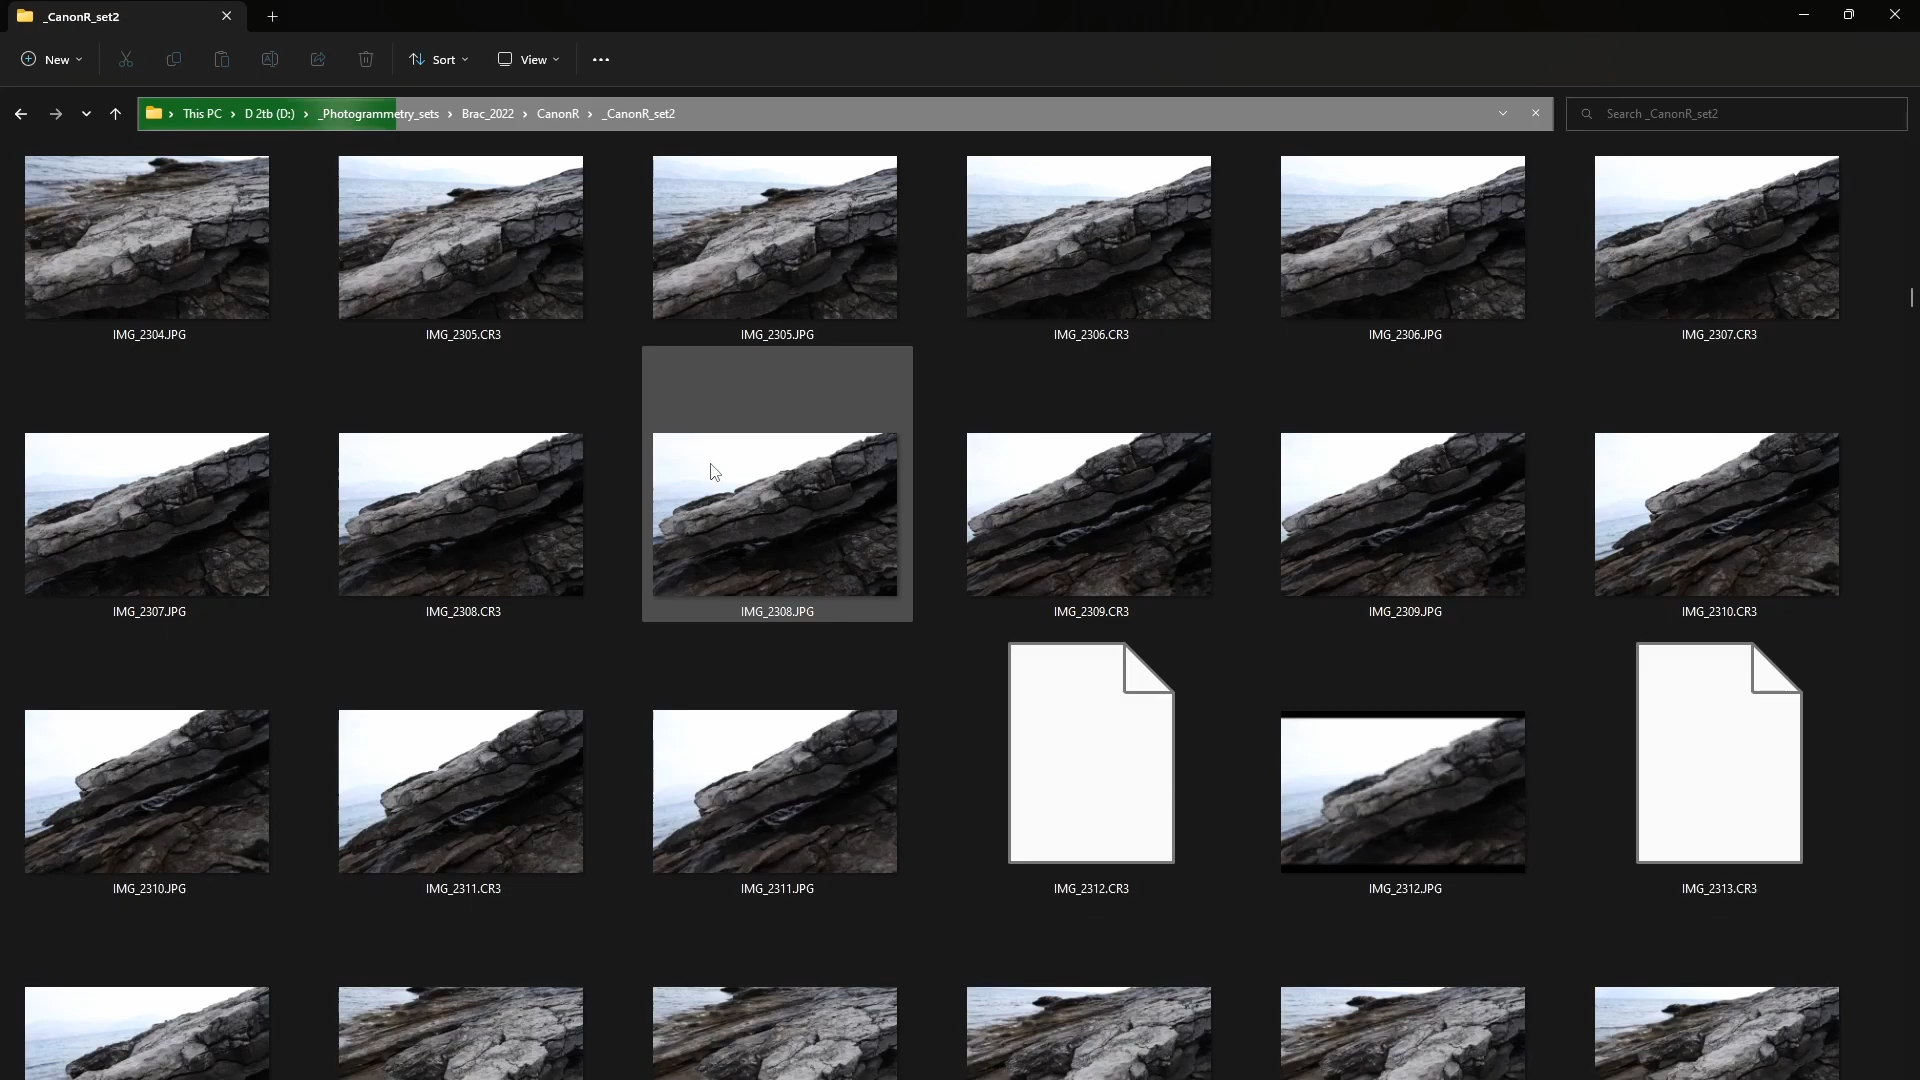 _CanonR_set2
New
Sort
View
This PC
D 2tb (D:)
_Photogrammetry_sets
Brac_2022
CanonR
_CanonR_set2
Search _CanonR_set2
IMG_2304.JPG
IMG_2305.CR3
IMG_2305.JPG
IMG_2306.CR3
IMG_2306.JPG
IMG_2307.CR3
IMG_2307.JPG
IMG_2308.CR3
IMG_2308.JPG
IMG_2309.CR3
IMG_2309.JPG
IMG_2310.CR3
IMG_2310.JPG
IMG_2311.CR3
IMG_2311.JPG
IMG_2312.CR3
IMG_2312.JPG
IMG_2313.CR3